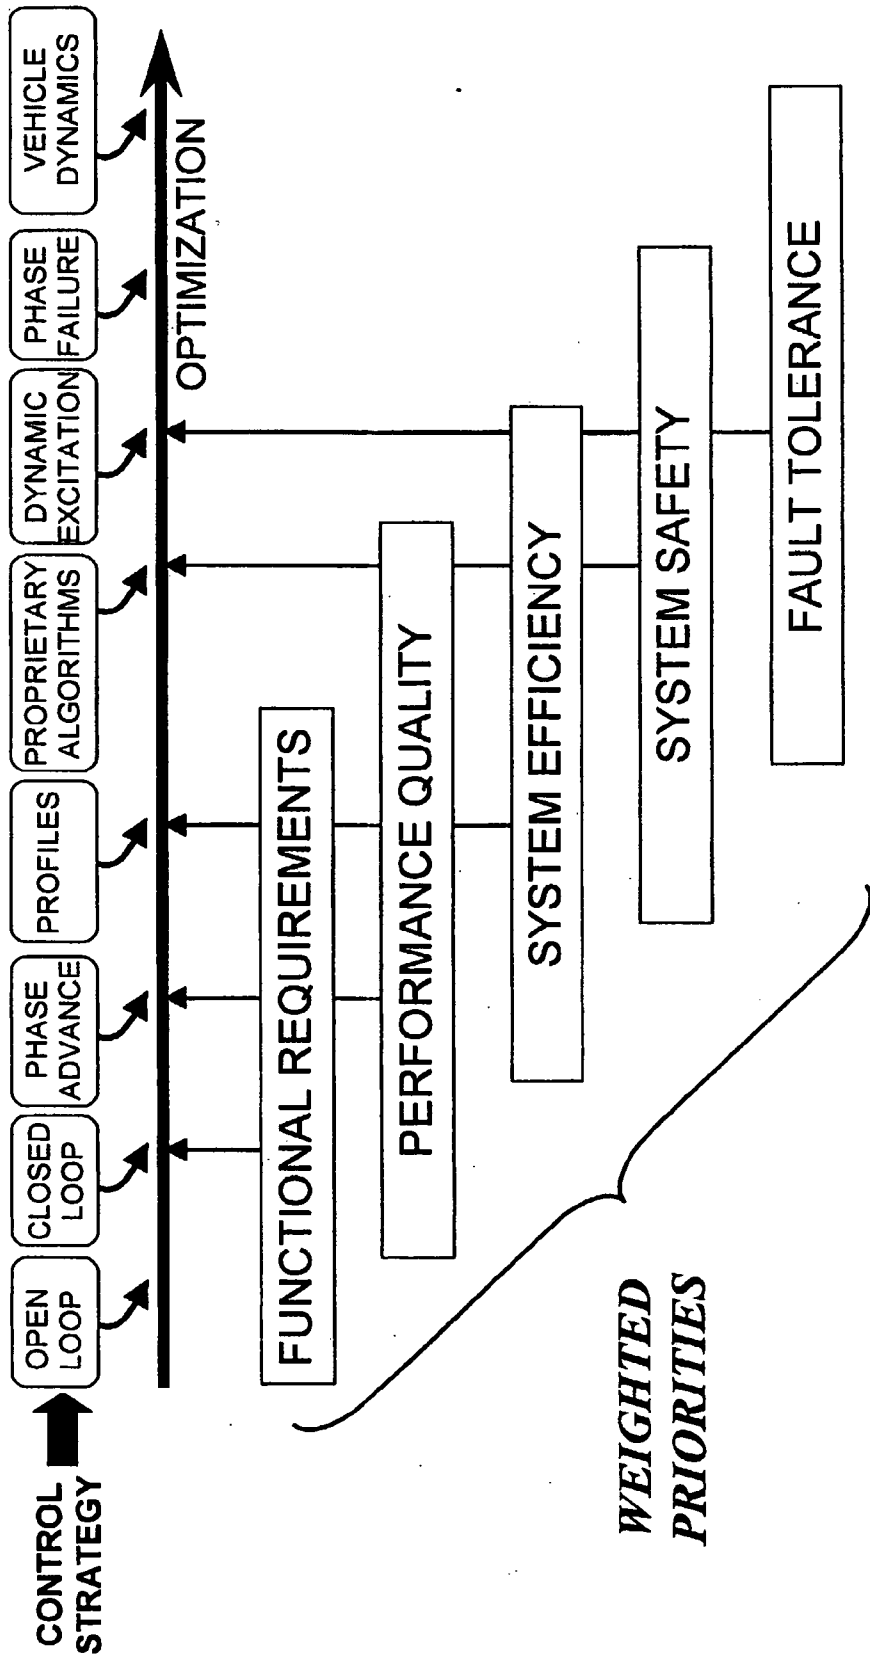 CONTROL
STRATEGY
OPEN
LOOP
CLOSED
LOOP
PHASE
ADVANCE
PROFILES
PROPRIETARY
ALGORITHMS
DYNAMIC
EXCITATION
PHASE
FAILURE
VEHICLE
DYNAMICS
OPTIMIZATION
FUNCTIONAL REQUIREMENTS
PERFORMANCE QUALITY
SYSTEM EFFICIENCY
SYSTEM SAFETY
FAULT TOLERANCE
WEIGHTED
PRIORITIES